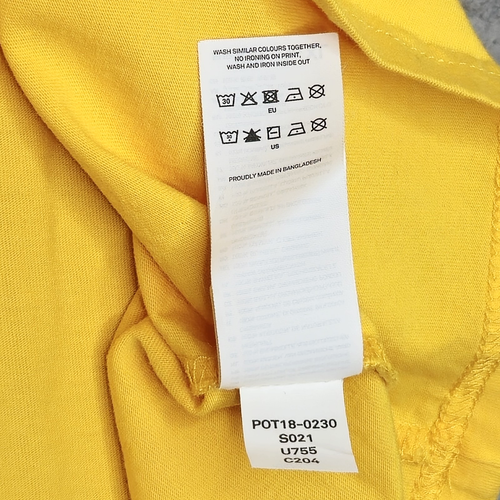 WASH SIMILAR COLOURS TOGETHER,
NO IRONING ON PRINT,
WASH AND IRON INSIDE OUT
30
EU
30
US
PROUDLY MADE IN BANGLADESH
POT18-0230
S021
U755
C204